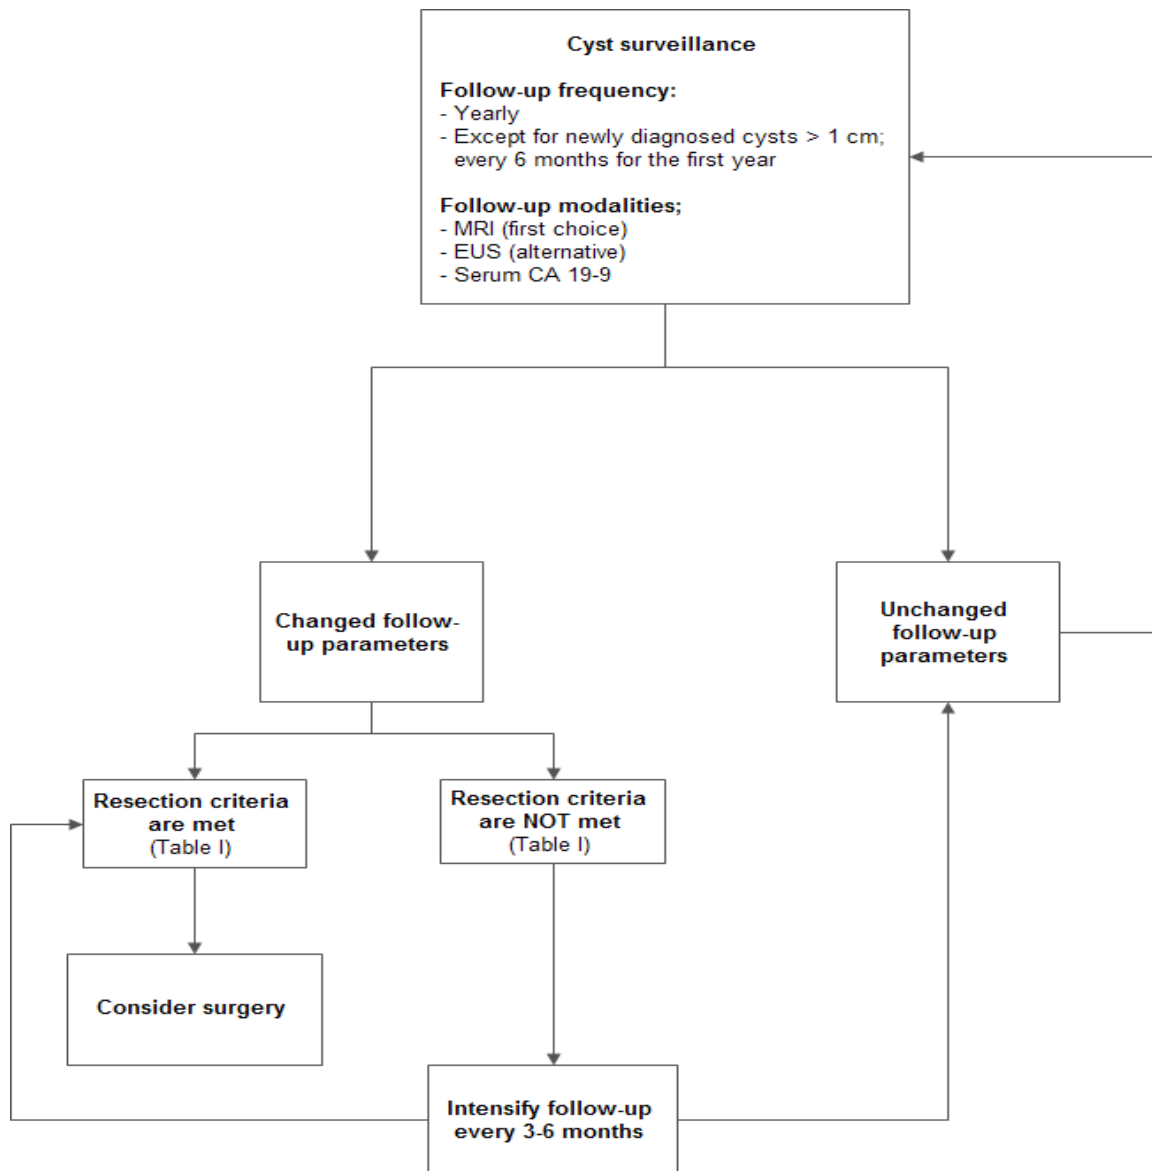 Cyst surveillance
Follow-up frequency:
- Yearly
- Except for newly diagnosed cysts > 1 cm;
every 6 months for the first year
Follow-up modalities;
- MRI (first choice)
- EUS (alternative)
- Serum CA 19-9
Changed follow-
up parameters
Unchanged
follow-up
parameters
Resection criteria
are met
(Table I)
Resection criteria
are NOT met
(Table I)
Consider surgery
Intensify follow-up
every 3-6 months